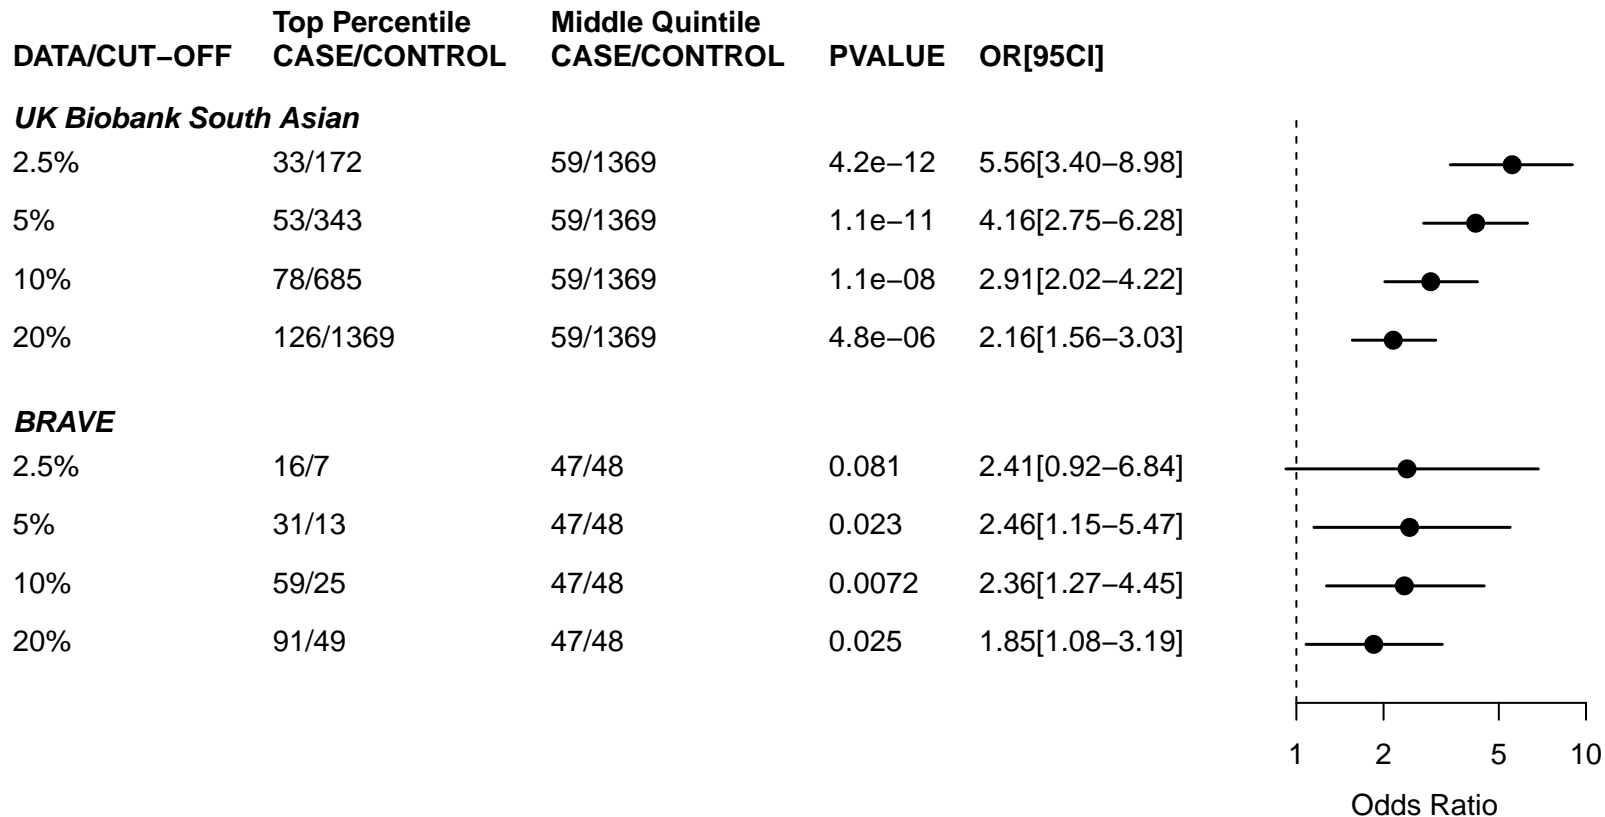 Top Percentile Middle Quintile
DATA/CUT−OFF CASE/CONTROL CASE/CONTROL PVALUE OR[95CI]
UK Biobank South Asian
2.5% 33/172 59/1369 4.2e−12 5.56[3.40−8.98]
5% 53/343 59/1369 1.1e−11 4.16[2.75−6.28]
10% 78/685 59/1369 1.1e−08 2.91[2.02−4.22]
20% 126/1369 59/1369 4.8e−06 2.16[1.56−3.03]
BRAVE
2.5% 16/7 47/48 0.081 2.41[0.92−6.84]
5% 31/13 47/48 0.023 2.46[1.15−5.47]
10% 59/25 47/48 0.0072 2.36[1.27−4.45]
20% 91/49 47/48 0.025 1.85[1.08−3.19]
1 2 5 10
Odds Ratio